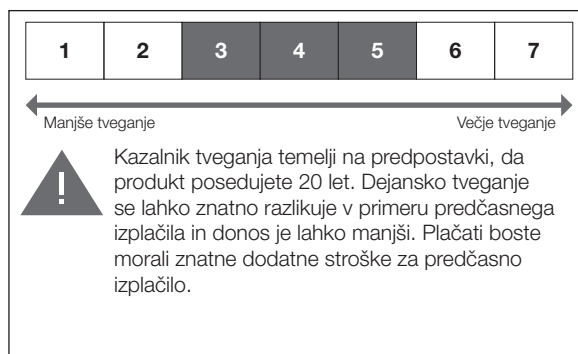 1 2 3 4 5 6 7
Manjše tveganje Večje tveganje
Kazalnik tveganja temelji na predpostavki, da
produkt posedujete 20 let. Dejansko tveganje
se lahko znatno razlikuje v primeru predčasnega
izplačila in donos je lahko manjši. Plačati boste
morali znatne dodatne stroške za predčasno
izplačilo.